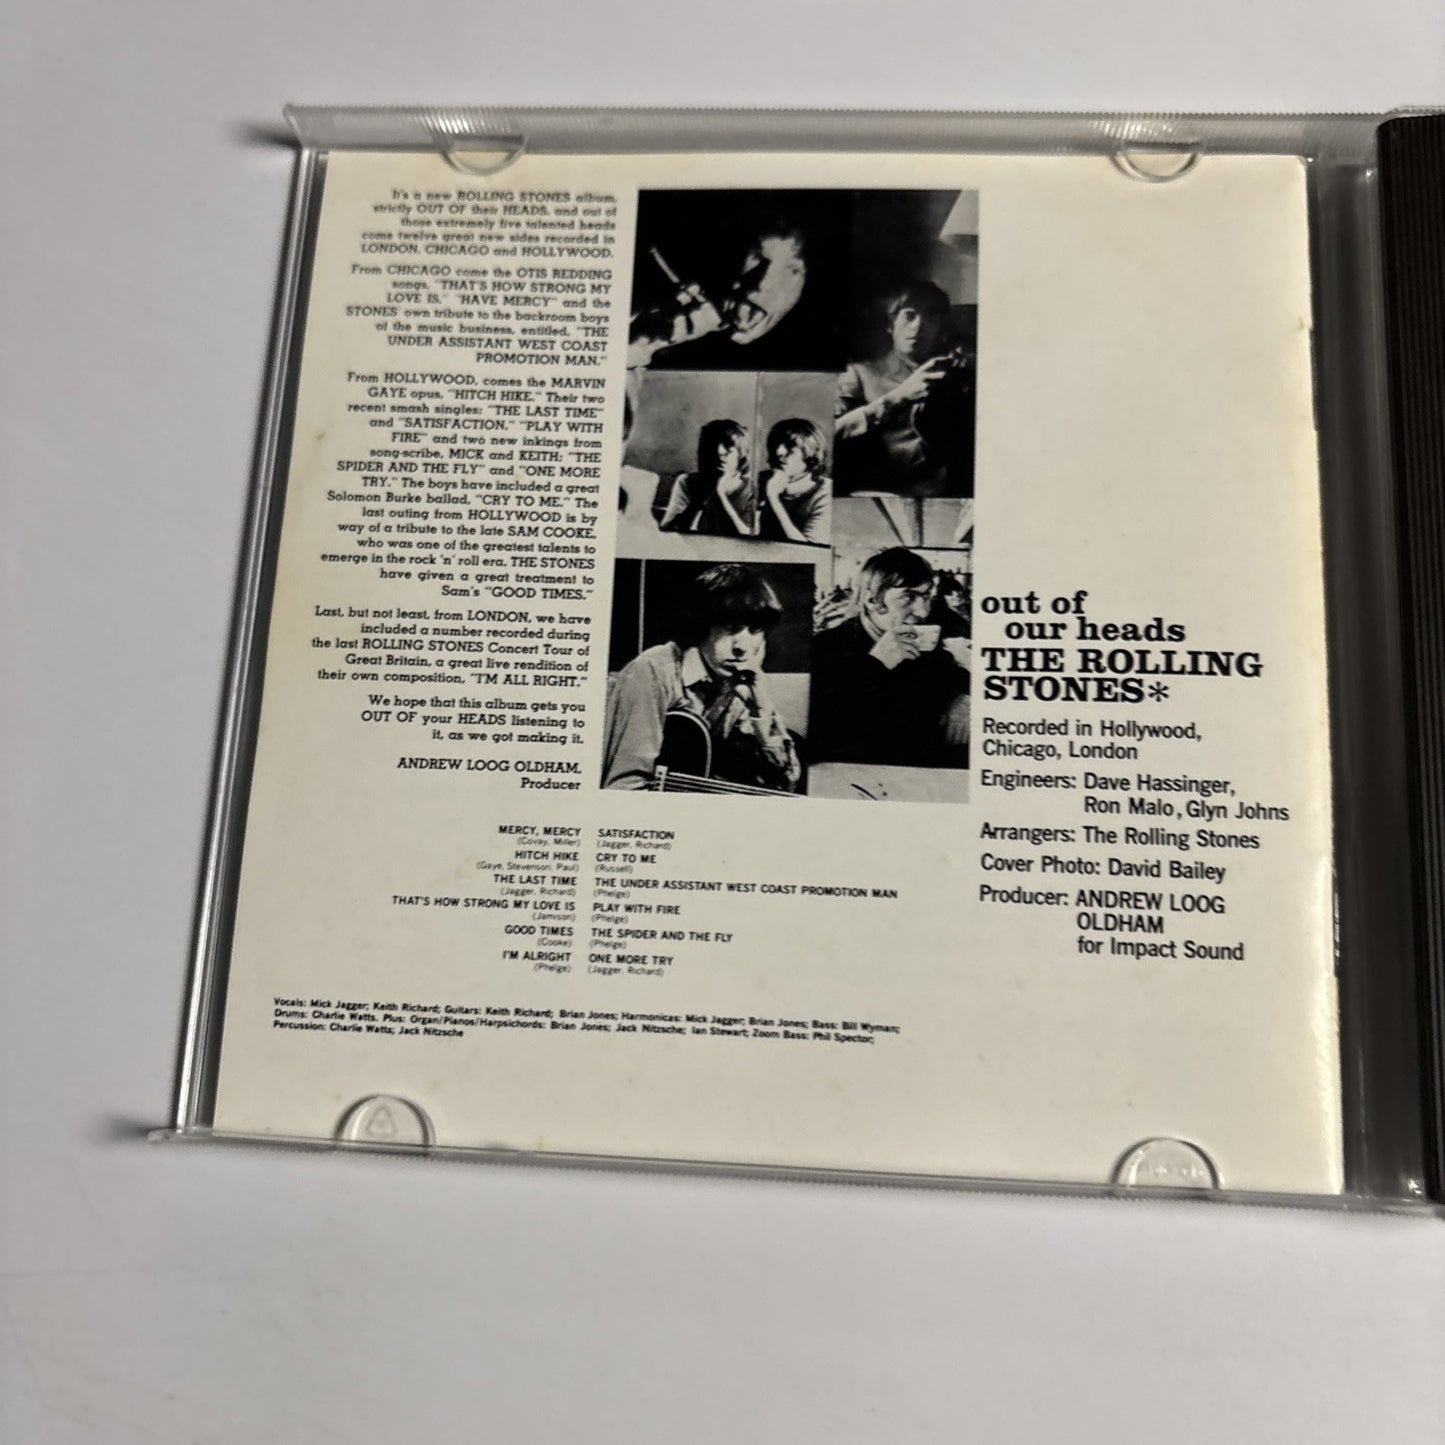 It's a new ROLLING STONES album,
strictly OUT OF their HEADS, and out of
those extremely five talented heads
come twelve great new sides recorded in
LONDON, CHICAGO and HOLLYWOOD.
From CHICAGO come the OTIS REDDING
songs, "THAT'S HOW STRONG MY
LOVE IS," "HAVE MERCY" and the
STONES' own tribute to the backroom boys
of the music business, entitled, "THE
UNDER ASSISTANT WEST COAST
PROMOTION MAN."
From HOLLYWOOD, comes the MARVIN
GAYE opus, "HITCH HIKE." Their two
recent smash singles: "THE LAST TIME"
and "SATISFACTION," "PLAY WITH
FIRE" and two new inkings from
song-scribe, MICK and KEITH; "THE
SPIDER AND THE FLY" and "ONE MORE
TRY." The boys have included a great
Solomon Burke ballad, "CRY TO ME." The
last outing from HOLLYWOOD is by
way of a tribute to the late SAM COOKE,
who was one of the greatest talents to
emerge in the rock 'n' roll era. THE STONES
have given a great treatment to
Sam's "GOOD TIMES."
Last, but not least, from LONDON, we have
included a number recorded during
the last ROLLING STONES Concert Tour of
Great Britain, a great live rendition of
their own composition, "I'M ALL RIGHT."
We hope that this album gets you
OUT OF your HEADS listening to
it, as we got making it.
ANDREW LOOG OLDHAM,
Producer
MERCY, MERCY
(Covay, Miller)
HITCH HIKE
(Gaye, Stevenson, Paul)
THE LAST TIME
(Jagger, Richard)
THAT'S HOW STRONG MY LOVE IS
(Jamison)
GOOD TIMES
(Cooke)
I'M ALRIGHT
(Phelge)
SATISFACTION
(Jagger, Richard)
CRY TO ME
(Russell)
THE UNDER ASSISTANT WEST COAST PROMOTION MAN
(Phelge)
PLAY WITH FIRE
(Phelge)
THE SPIDER AND THE FLY
(Phelge)
ONE MORE TRY
(Jagger, Richard)
Vocals: Mick Jagger; Keith Richard; Guitars: Keith Richard; Brian Jones; Harmonicas: Mick Jagger; Brian Jones; Bass: Bill Wyman;
Drums: Charlie Watts. Plus: Organ/Pianos/Harpsichords: Brian Jones; Jack Nitzsche; Ian Stewart; Zoom Bass: Phil Spector;
Percussion: Charlie Watts; Jack Nitzsche
out of
our heads
THE ROLLING
STONES*
Recorded in Hollywood,
Chicago, London
Engineers: Dave Hassinger,
Ron Malo, Glyn Johns
Arrangers: The Rolling Stones
Cover Photo: David Bailey
Producer: ANDREW LOOG
OLDHAM
for Impact Sound